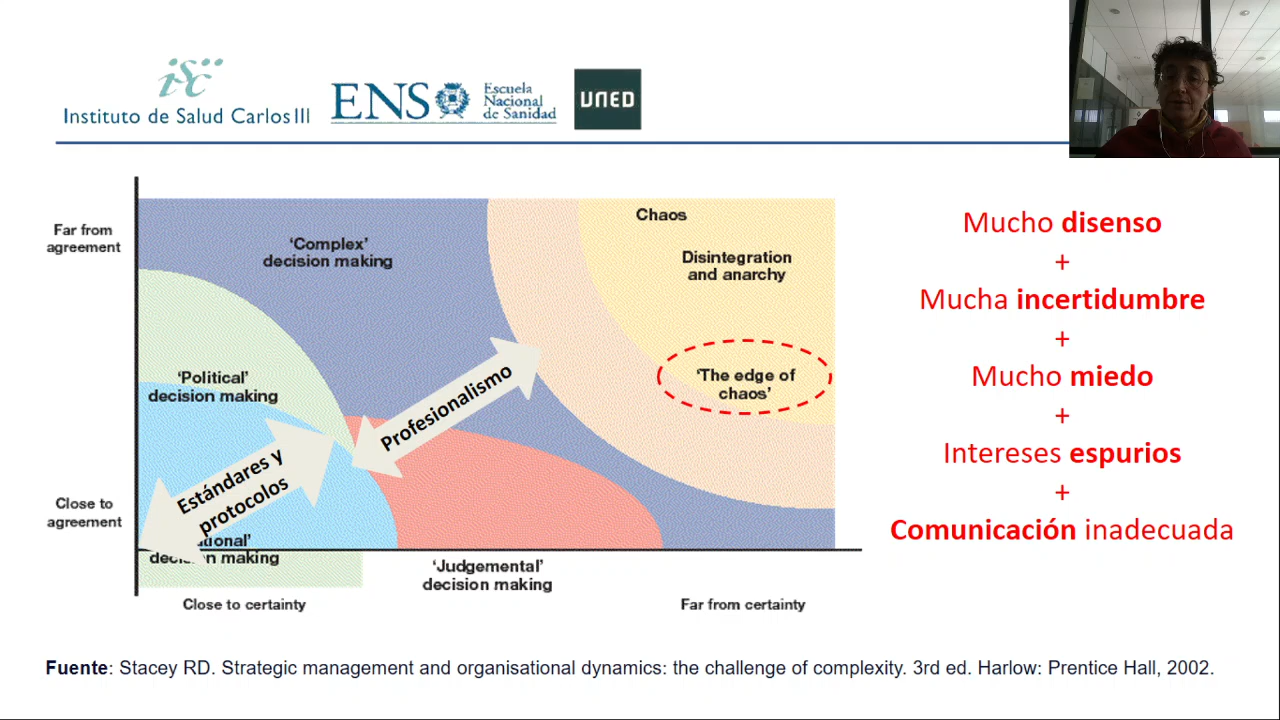 isc
Instituto de Salud Carlos III
ENS
Escuela
Nacional
de Sanidad
UNED
Far from
agreement
Close to
agreement
'Complex'
decision making
Chaos
Disintegration
and anarchy
'The edge of
chaos'
'Political'
decision making
Profesionalismo
Estándares y
protocolos
making
'Judgemental'
decision making
Close to certainty
Far from certainty
Mucho disenso
+
Mucha incertidumbre
+
Mucho miedo
+
Intereses espurios
+
Comunicación inadecuada
Fuente: Stacey RD. Strategic management and organisational dynamics: the challenge of complexity. 3rd ed. Harlow: Prentice Hall, 2002.